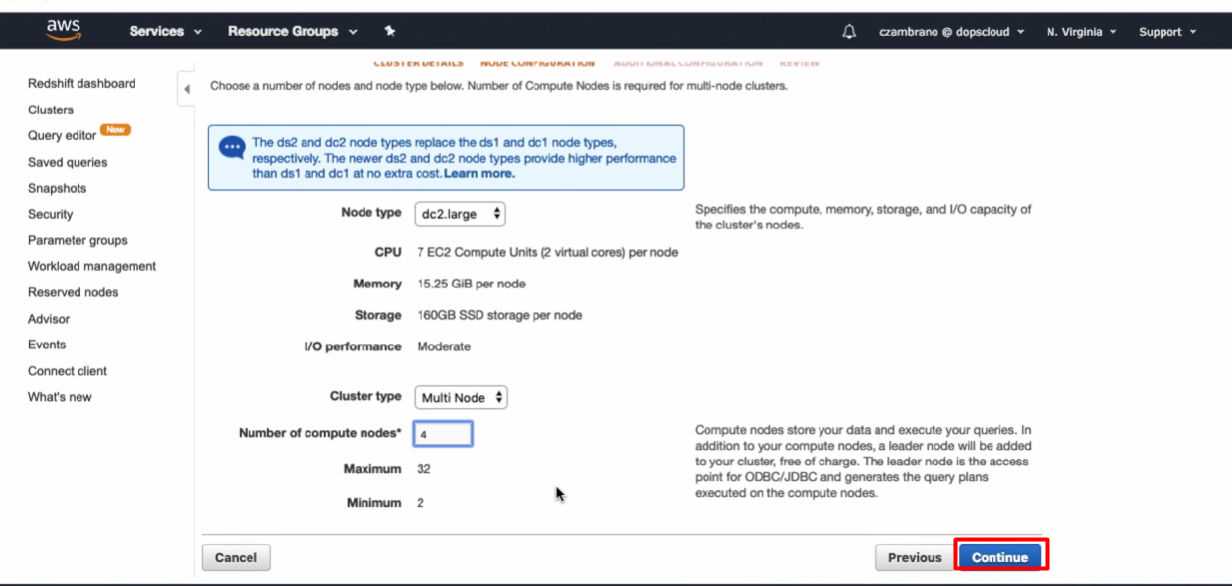 aws Services Resource Groups czambrano @ dopscloud N. Virginia Support
CLUSTER DETAILS NODE CONFIGURATION ADDITIONAL CONFIGURATION REVIEW
Redshift dashboard
Clusters
Query editor New
Saved queries
Snapshots
Security
Parameter groups
Workload management
Reserved nodes
Advisor
Events
Connect client
What's new
Choose a number of nodes and node type below. Number of Compute Nodes is required for multi-node clusters.
The ds2 and dc2 node types replace the ds1 and dc1 node types,
respectively. The newer ds2 and dc2 node types provide higher performance
than ds1 and dc1 at no extra cost. Learn more.
Node type dc2.large
Specifies the compute, memory, storage, and I/O capacity of
the cluster's nodes.
CPU 7 EC2 Compute Units (2 virtual cores) per node
Memory 15.25 GiB per node
Storage 160GB SSD storage per node
I/O performance Moderate
Cluster type Multi Node
Number of compute nodes* 4
Compute nodes store your data and execute your queries. In
addition to your compute nodes, a leader node will be added
to your cluster, free of charge. The leader node is the access
point for ODBC/JDBC and generates the query plans
executed on the compute nodes.
Maximum 32
Minimum 2
Cancel Previous Continue